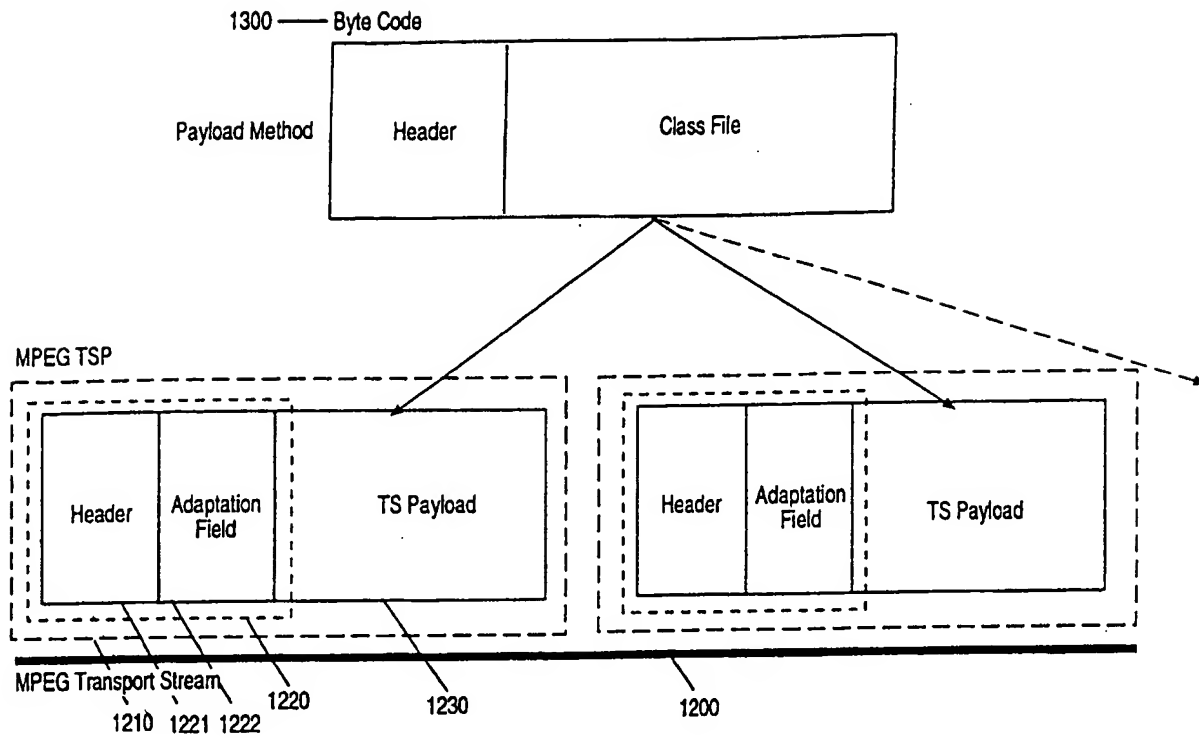 1300 Byte Code
Payload Method
Header
Class File
MPEG TSP
Header
Adaptation
Field
TS Payload
Header
Adaptation
Field
TS Payload
MPEG Transport Stream
1210
1221
1222
1220
1230
1200